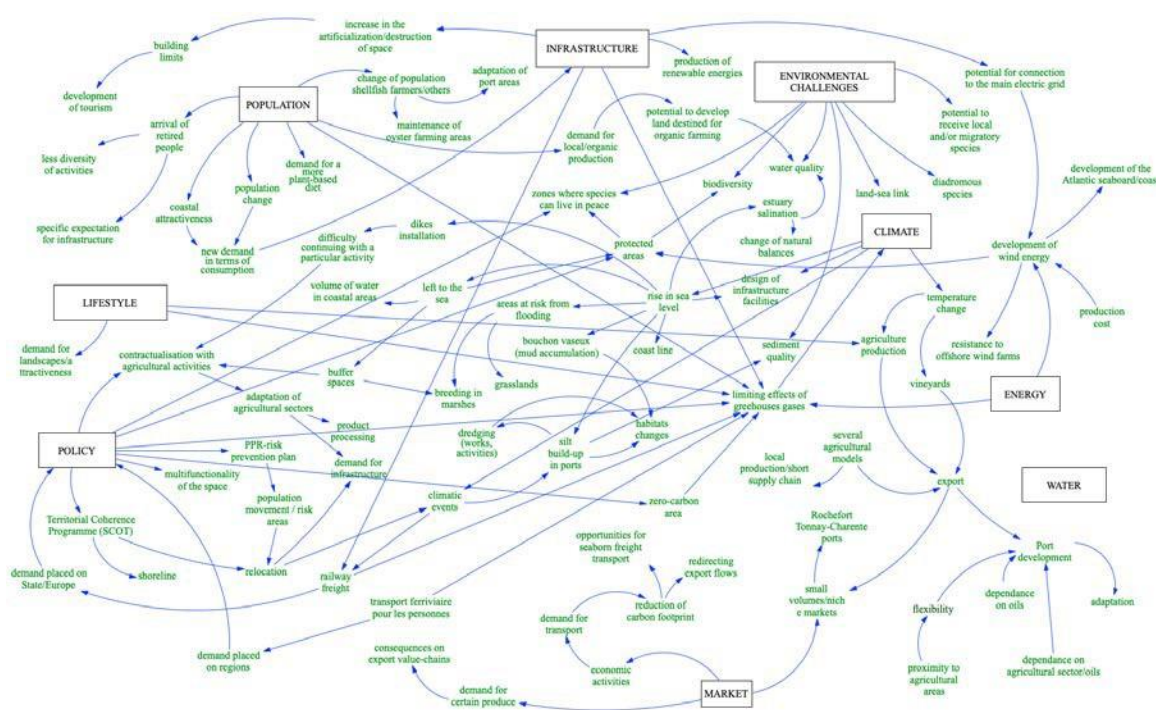 increase in the
artificialization/destruction
of space
building
limits
development
of tourism
INFRASTRUCTURE
production of
renewable energies
ENVIRONMENTAL
CHALLENGES
potential for connection
to the main electric grid
POPULATION
change of population
shellfish farmers/others
adaptation of
port areas
maintenance of
oyster farming areas
arrival of
retired
people
less diversity
of activities
demand for a
more
plant-based
diet
population
change
coastal
attractiveness
specific expectation
for infrastructure
new demand
in terms of
consumption
demand for
local/organic
production
potential to develop
land destined for
organic farming
potential to
receive local
and/or migratory
species
water quality
biodiversity
zones where species
can live in peace
estuary
salination
change of natural
balances
land-sea link
diadromous
species
development of the
Atlantic seaboard/coas
CLIMATE
development of
wind energy
dikes
installation
difficulty
continuing with a
particular activity
protected
areas
LIFESTYLE
volume of water
in coastal areas
left to the
sea
areas at risk from
flooding
rise in sea
level
design of
infrastructure
facilities
temperature
change
production
cost
demand for
landscapes/a
ttractiveness
contractualisation with
agricultural activities
buffer
spaces
bouchon vaseux
(mud accumulation)
coast line
sediment
quality
agriculture
production
resistance to
offshore wind farms
vineyards
ENERGY
breeding in
marshes
grasslands
limiting effects of
greehouses gases
adaptation of
agricultural sectors
product
processing
POLICY
PPR-risk
prevention plan
multifunctionality
of the space
demand for
infrastructure
dredging
(works,
activities)
silt
build-up
in ports
habitats
changes
several
agricultural
models
local
production/short
supply chain
export
WATER
population
movement / risk
areas
climatic
events
zero-carbon
area
Territorial Coherence
Programme (SCOT)
Rochefort
Tonnay-Charente
ports
opportunities for
seaborn freight
transport
redirecting
export flows
Port
development
demand placed on
State/Europe
shoreline
relocation
railway
freight
transport ferriviaire
pour les personnes
reduction of
carbon footprint
small
volumes/nich
e markets
flexibility
dependance
on oils
adaptation
demand for
transport
demand placed
on regions
consequences on
export value-chains
economic
activities
proximity to
agricultural
areas
dependance on
agricultural sector/oils
demand for
certain produce
MARKET